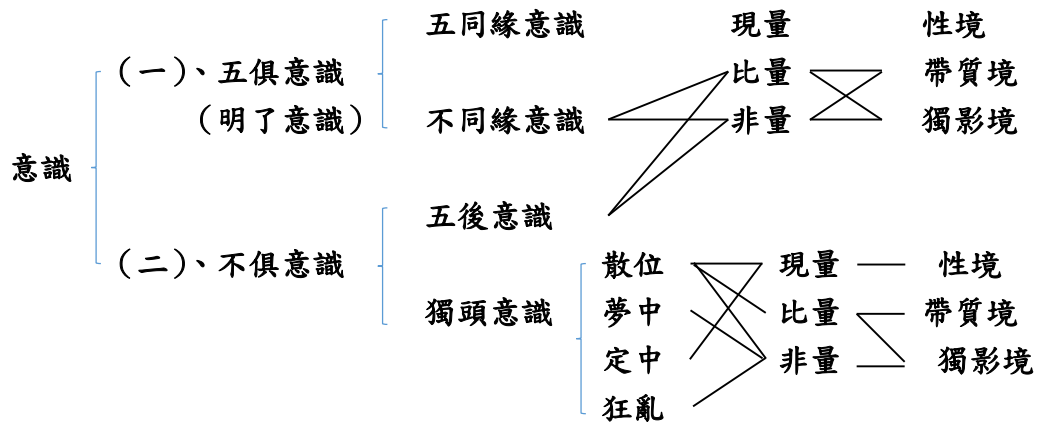 五同緣意識 現量 性境
(一)、五俱意識 比量 帶質境
(明了意識) 不同緣意識 非量 獨影境
意識
五後意識
(二)、不俱意識 散位 現量 性境
獨頭意識 夢中 比量 帶質境
定中 非量 獨影境
狂亂